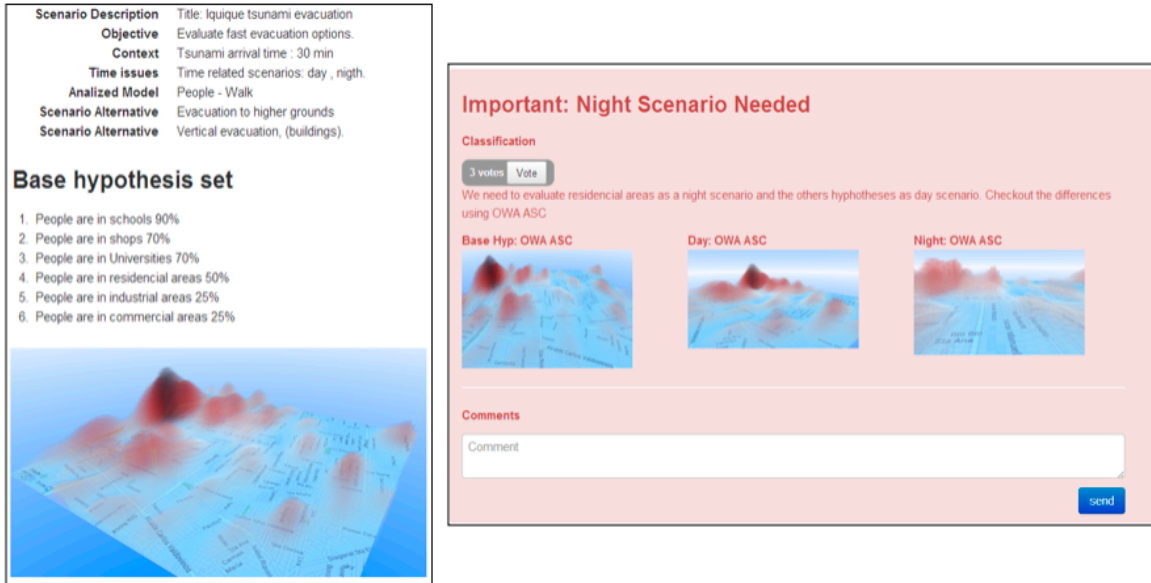 Scenario Description Title: Iquique tsunami evacuation
Objective Evaluate fast evacuation options.
Context Tsunami arrival time : 30 min
Time issues Time related scenarios: day , nigth.
Analized Model People - Walk
Scenario Alternative Evacuation to higher grounds
Scenario Alternative Vertical evacuation, (buildings).
Base hypothesis set
1. People are in schools 90%
2. People are in shops 70%
3. People are in Universities 70%
4. People are in residencial areas 50%
5. People are in industrial areas 25%
6. People are in commercial areas 25%
Important: Night Scenario Needed
Classification
3 votes Vote
We need to evaluate residencial areas as a night scenario and the others hyphotheses as day scenario. Checkout the differences
using OWA ASC
Base Hyp: OWA ASC
Day: OWA ASC
Night: OWA ASC
Comments
Comment
send